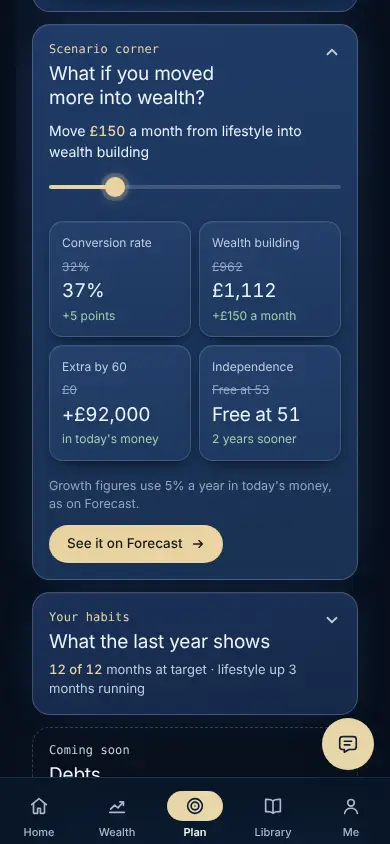 Scenario corner
What if you moved
more into wealth?
Move £150 a month from lifestyle into
wealth building
Conversion rate
32%
37%
+5 points
Wealth building
£962
£1,112
+£150 a month
Extra by 60
£0
+£92,000
in today's money
Independence
Free at 53
Free at 51
2 years sooner
Growth figures use 5% a year in today's money,
as on Forecast.
See it on Forecast →
Your habits
What the last year shows
12 of 12 months at target · lifestyle up 3
months running
Coming soon
Debts
Home
Wealth
Plan
Library
Me